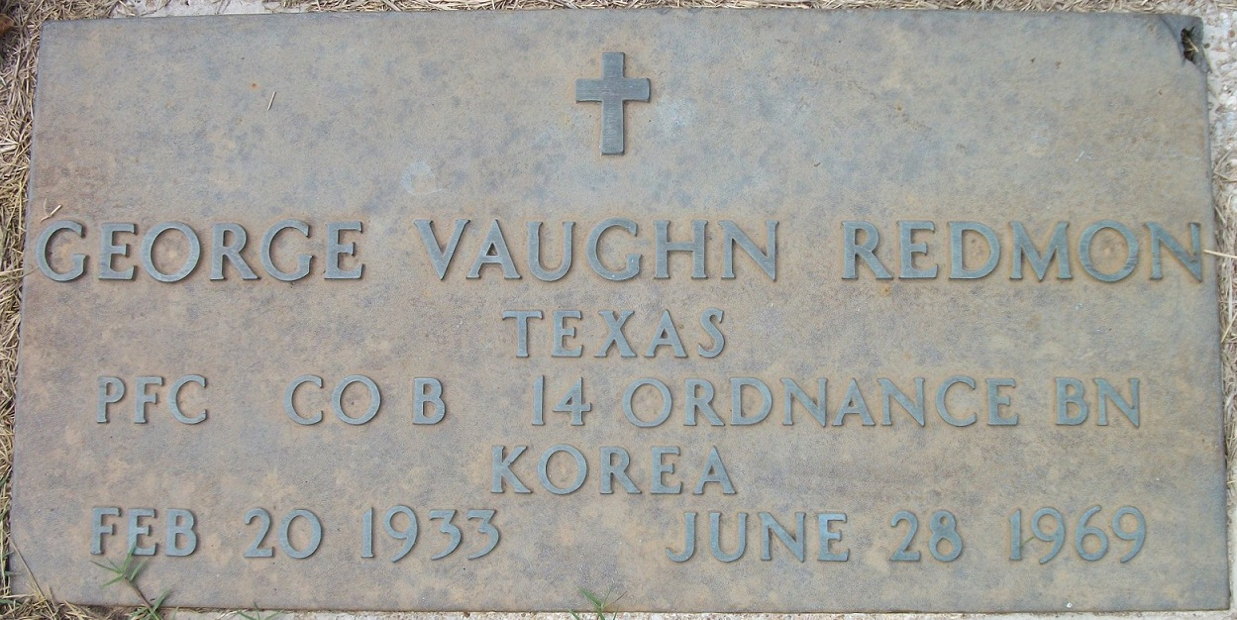 GEORGE VAUGHN REDMON
TEXAS
PFC CO B 14 ORDNANCE BN
KOREA
FEB 20 1933 JUNE 28 1969